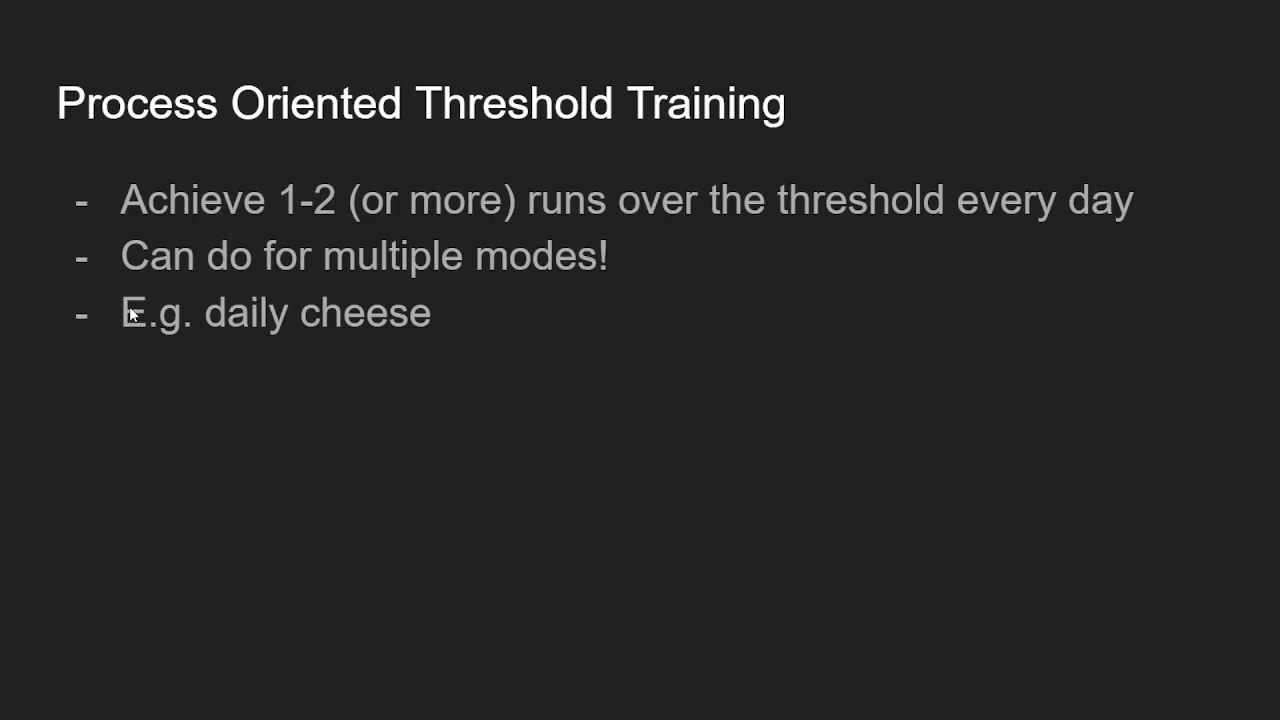 Process Oriented Threshold Training
- Achieve 1-2 (or more) runs over the threshold every day
- Can do for multiple modes!
- E.g. daily cheese